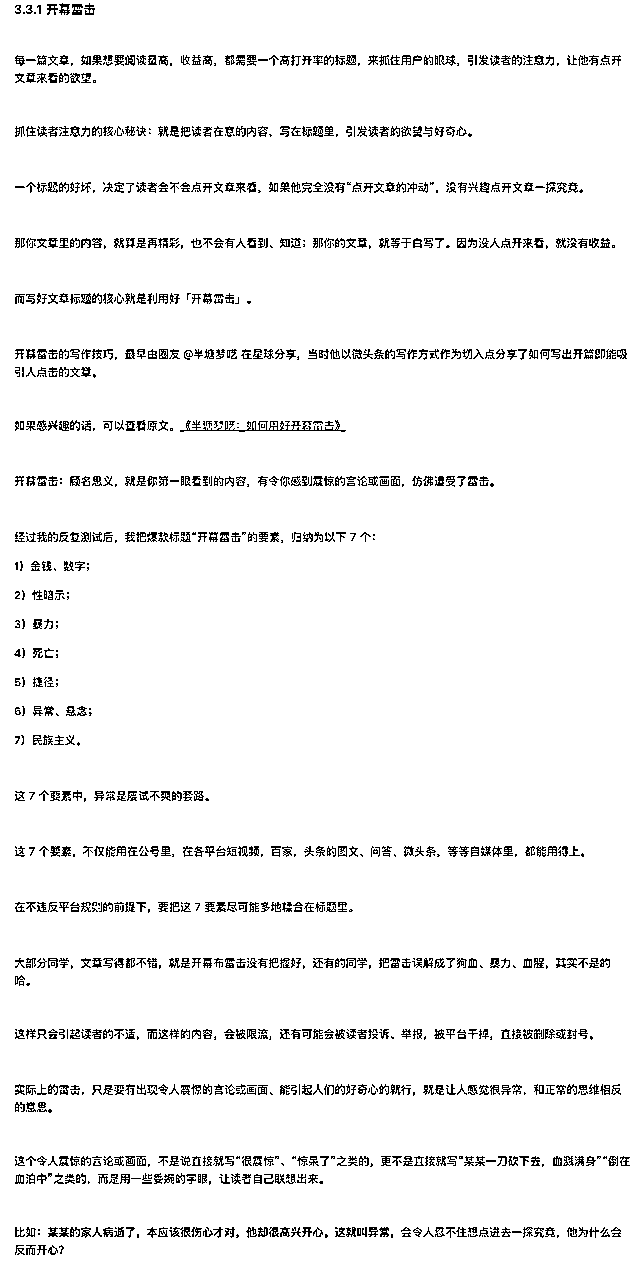 3.3.1 开幕雷击
每一篇文章，如果想要阅读量高，收益高，都需要一个高打开率的标题，来抓住用户的眼球，引发读者的注意力，让他有点开
文章来看的欲望。
抓住读者注意力的核心秘诀：就是把读者在意的内容、写在标题里，引发读者的欲望与好奇心。
一个标题的好坏，决定了读者会不会点开文章来看，如果他完全没有“点开文章的冲动”，没有兴趣点开文章一探究竟。
那你文章里的内容，就算是再精彩，也不会有人看到、知道；那你的文章，就等于白写了。因为没人点开来看，就没有收益。
而写好文章标题的核心就是利用好「开幕雷击」。
开幕雷击的写作技巧，最早由圈友 @半塘梦呓 在星球分享，当时他以微头条的写作方式作为切入点分享了如何写出开篇即能吸
引人点击的文章。
如果感兴趣的话，可以查看原文。《半塘梦呓：如何用好开幕雷击》
开幕雷击：顾名思义，就是你第一眼看到的内容，有令你感到震惊的言论或画面，仿佛遭受了雷击。
经过我的反复测试后，我把爆款标题“开幕雷击”的要素，归纳为以下 7 个：
1）金钱、数字；
2）性暗示；
3）暴力；
4）死亡；
5）捷径；
6）异常、悬念；
7）民族主义。
这 7 个要素中，异常是屡试不爽的套路。
这 7 个要素，不仅能用在公号里，在各平台短视频，百家，头条的图文、问答、微头条，等等自媒体里，都能用得上。
在不违反平台规则的前提下，要把这 7 要素尽可能多地糅合在标题里。
大部分同学，文章写得都不错，就是开幕布雷击没有把握好，还有的同学，把雷击误解成了狗血、暴力、血腥，其实不是的
哈。
这样只会引起读者的不适，而这样的内容，会被限流，还有可能会被读者投诉、举报，被平台干掉，直接被删除或封号。
实际上的雷击，只是要有出现令人震惊的言论或画面、能引起人们的好奇心的就行，就是让人感觉很异常，和正常的思维相反
的意思。
这个令人震惊的言论或画面，不是说直接就写“很震惊”、“惊呆了”之类的，更不是直接就写“某某一刀砍下去，血溅满身”“倒在
血泊中”之类的，而是用一些委婉的字眼，让读者自己联想出来。
比如：某某的家人病逝了，本应该很伤心才对，他却很高兴开心。这就叫异常，会令人忍不住想点进去一探究竟，他为什么会
反而开心？